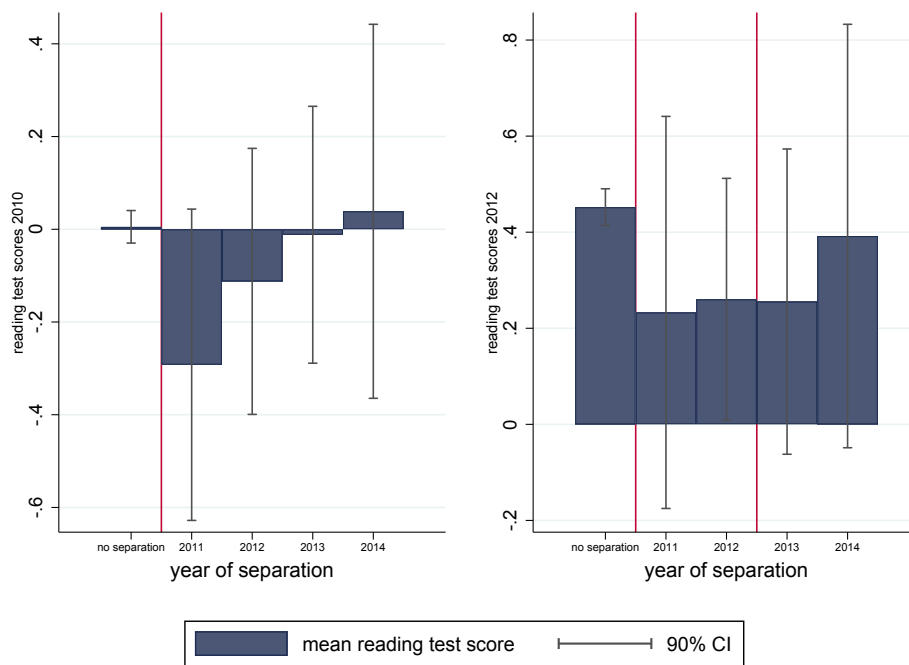 .4
.2
0
-.2
-.4
-.6
reading test scores 2010
no separation 2011 2012 2013 2014
year of separation
.8
.6
.4
.2
0
-.2
reading test scores 2012
no separation 2011 2012 2013 2014
year of separation
mean reading test score 90% CI